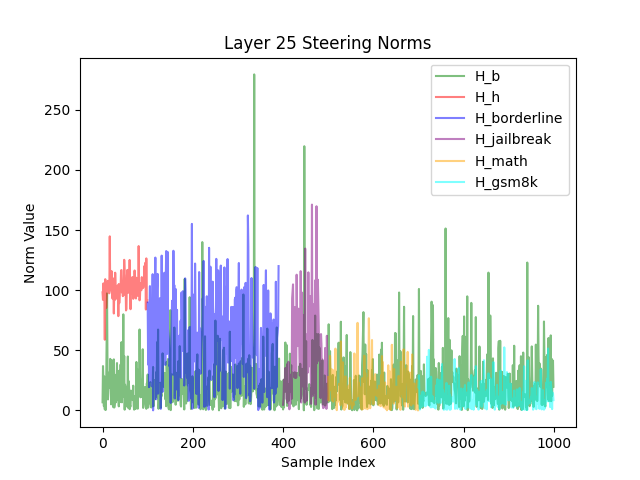 Layer 25 Steering Norms
H_b
H_h
H_borderline
H_jailbreak
H_math
H_gsm8k
Norm Value
250
200
150
100
50
0
0
200
400
600
800
1000
Sample Index